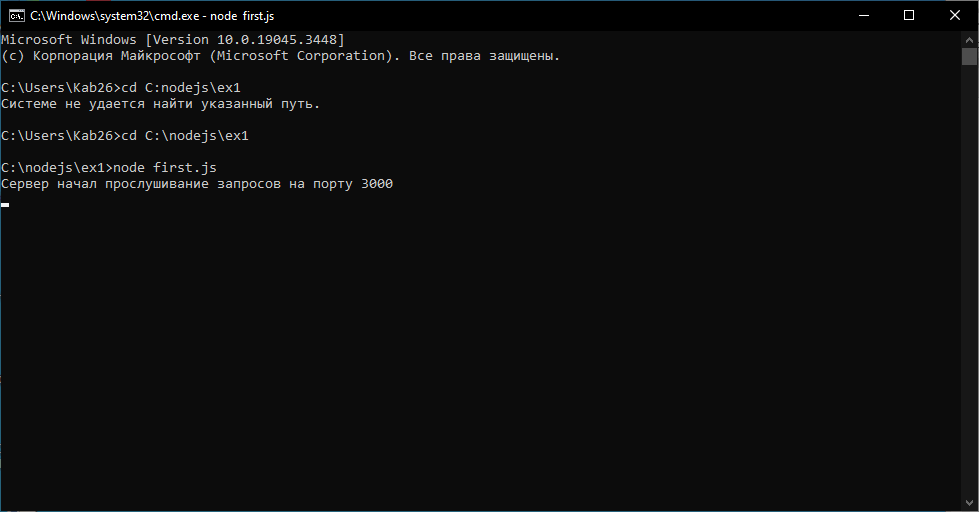 C:\Windows\system32\cmd.exe - node first.js
Microsoft Windows [Version 10.0.19045.3448]
(c) Корпорация Майкрософт (Microsoft Corporation). Все права защищены.
C:\Users\Kab26>cd C:nodejs\ex1
Системе не удается найти указанный путь.
C:\Users\Kab26>cd C:\nodejs\ex1
C:\nodejs\ex1>node first.js
Сервер начал прослушивание запросов на порту 3000